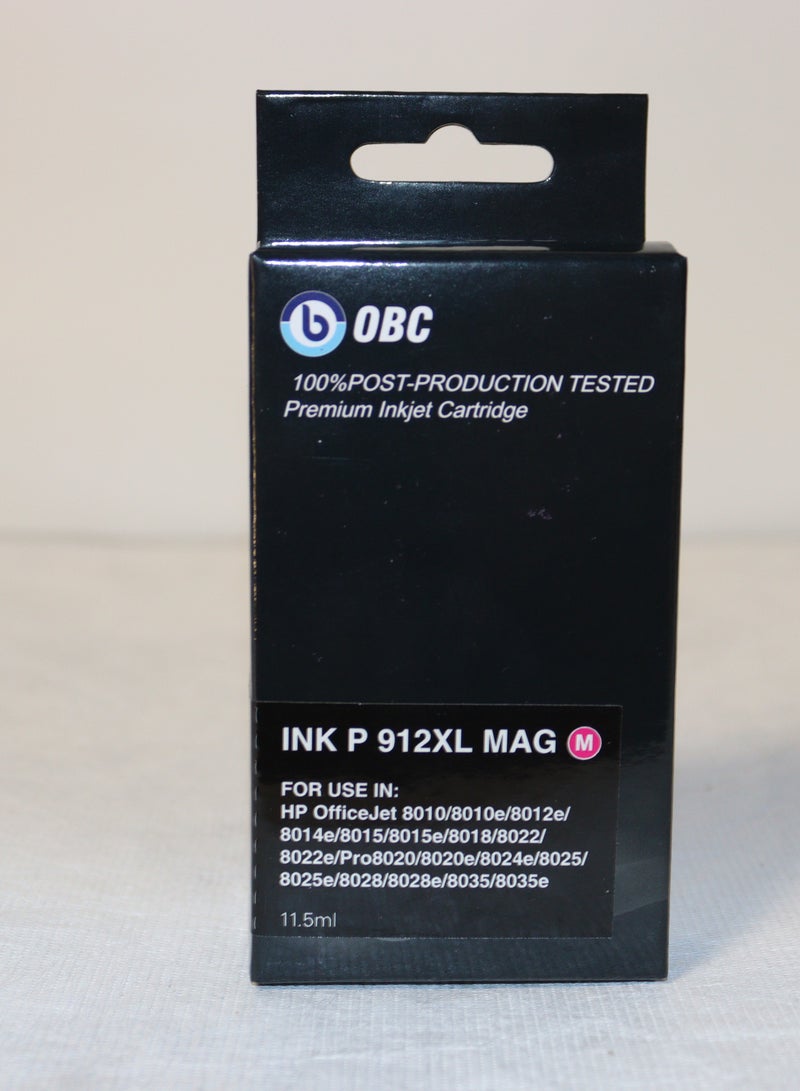 b OBC
100%POST-PRODUCTION TESTED
Premium Inkjet Cartridge
INK P 912XL MAG M
FOR USE IN:
HP OfficeJet 8010/8010e/8012e/
8014e/8015/8015e/8018/8022/
8022e/Pro8020/8020e/8024e/8025/
8025e/8028/8028e/8035/8035e
11.5ml